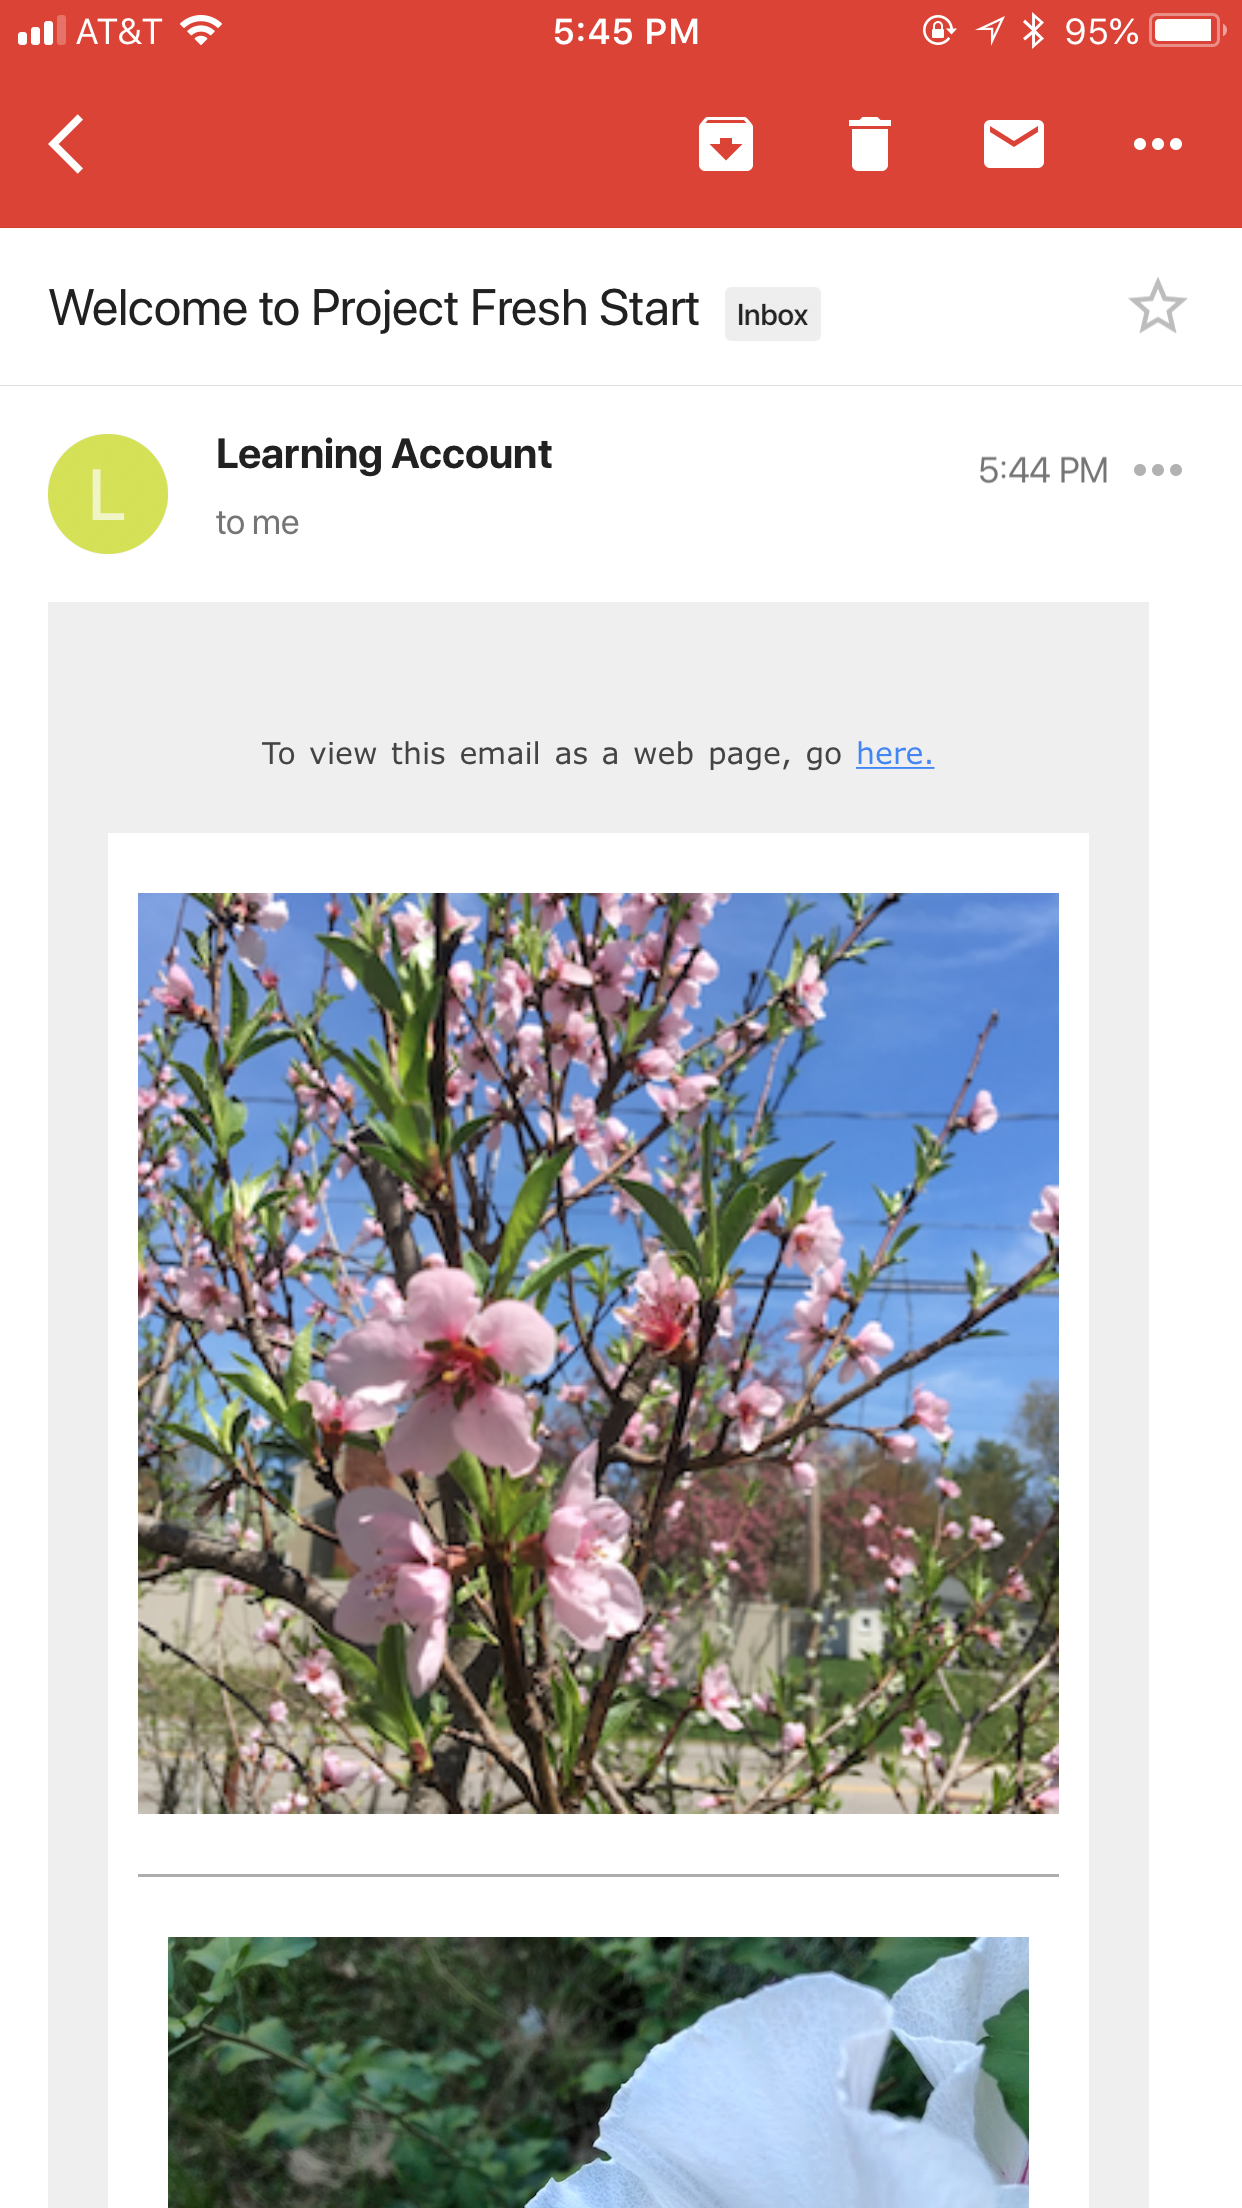 AT&T 5:45 PM 95%
Welcome to Project Fresh Start Inbox
L
Learning Account
5:44 PM
to me
To view this email as a web page, go here.